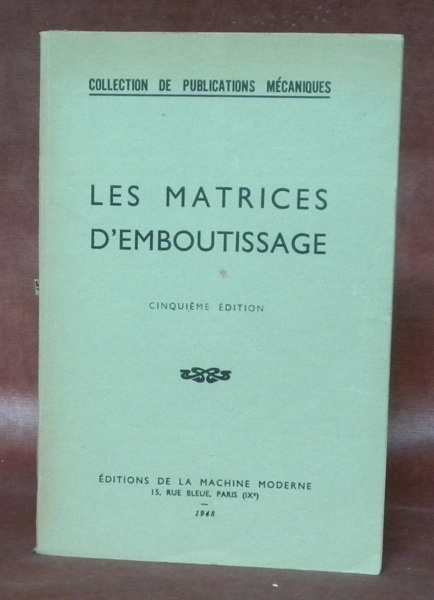 COLLECTION DE PUBLICATIONS MÉCANIQUES
LES MATRICES
D'EMBOUTISSAGE
CINQUIÈME ÉDITION
ÉDITIONS DE LA MACHINE MODERNE
15, RUE BLEUE, PARIS (IXe)
—
1948